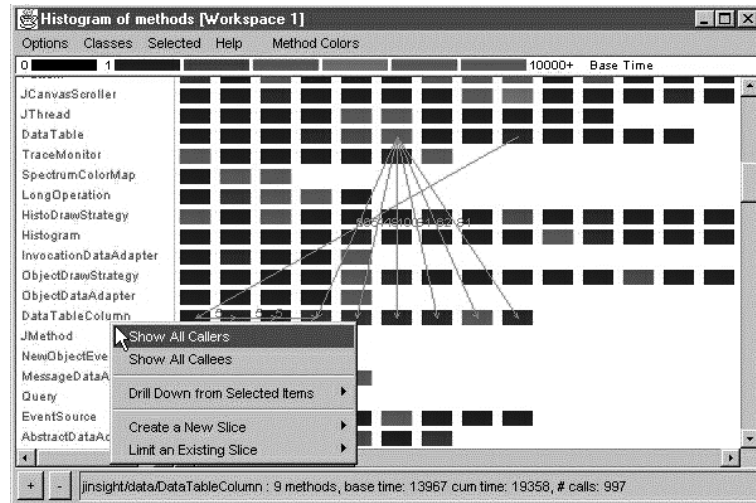 Histogram of methods [Workspace 1]
Options Classes Selected Help Method Colors
0 1 10000+ Base Time
JCanvasScroller
JThread
DataTable
TraceMonitor
SpectrumColorMap
LongOperation
HistoDrawStrategy
Histogram
InvocationDataAdapter
ObjectDrawStrategy
ObjectDataAdapter
DataTableColumn
JMethod
Show All Callers
NewObjectEve
Show All Callees
MessageDataA
Query
Drill Down from Selected Items
EventSource
Create a New Slice
AbstractDataAc
Limit an Existing Slice
+ - jinsight/data/DataTableColumn : 9 methods, base time: 13967 cum time: 19358, # calls: 997